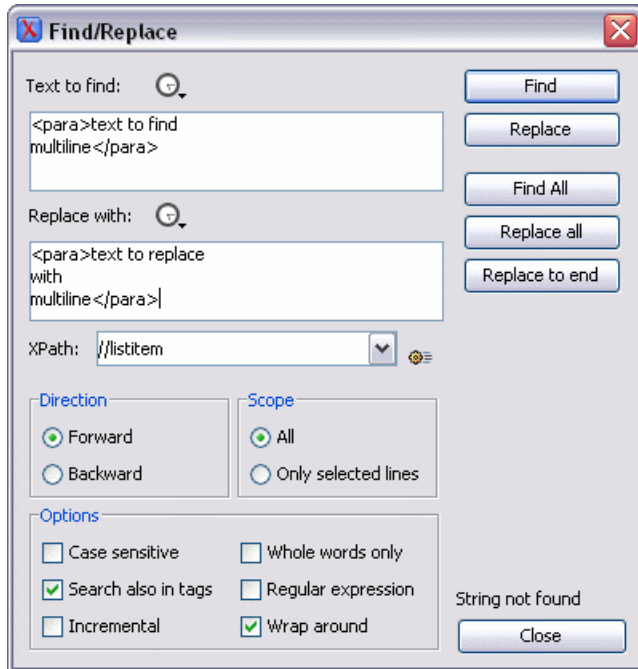 Find/Replace
Text to find:
<para>text to find
multiline</para>
Replace with:
<para>text to replace
with
multiline</para>
XPath: //listitem
Find
Replace
Find All
Replace all
Replace to end
Direction
Forward
Backward
Scope
All
Only selected lines
Options
Case sensitive
Whole words only
Search also in tags
Regular expression
Incremental
Wrap around
String not found
Close